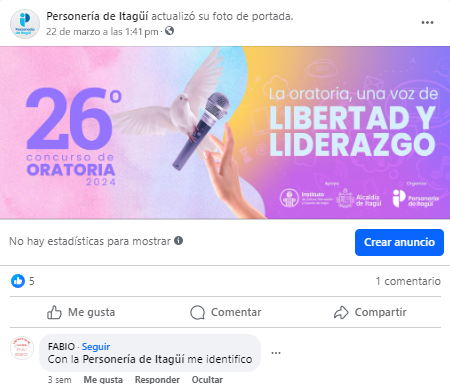 Personería de Itagüí actualizó su foto de portada.
22 de marzo a las 1:41 pm ·
26°
concurso de
ORATORIA
2024
La oratoria, una voz de
LIBERTAD Y
LIDERAZGO
Alcaldía
de Itagüí
Personería
de Itagüí
No hay estadísticas para mostrar
Crear anuncio
5
1 comentario
Me gusta
Comentar
Compartir
FABIO · Seguir
Con la Personería de Itagüí me identifico
3 sem Me gusta Responder Ocultar